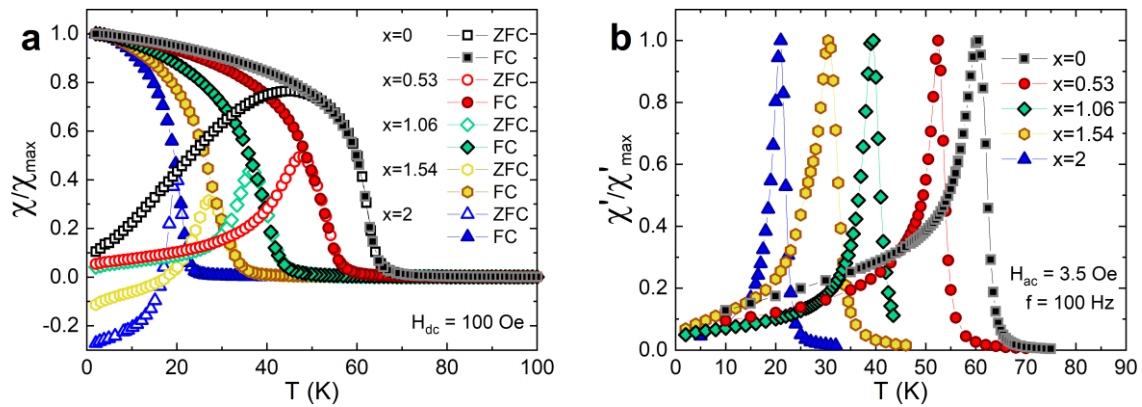 a
χ/χmax
1.0
0.8
0.6
0.4
0.2
0.0
-0.2
0 20 40 60 80 100
T (K)
x=0 ZFC
FC
x=0.53 ZFC
FC
x=1.06 ZFC
FC
x=1.54 ZFC
FC
x=2 ZFC
FC
Hdc = 100 Oe
b
χ'/χ'max
1.0
0.8
0.6
0.4
0.2
0.0
0 10 20 30 40 50 60 70 80 90
T (K)
x=0
x=0.53
x=1.06
x=1.54
x=2
Hac = 3.5 Oe
f = 100 Hz